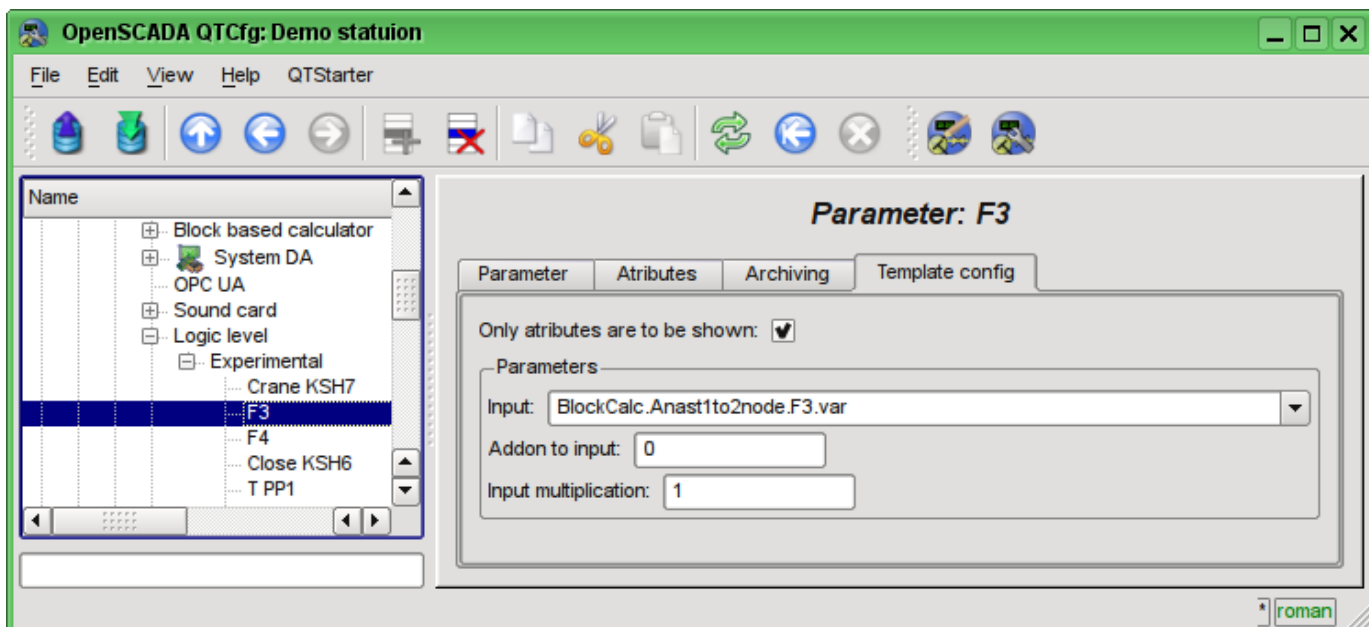 OpenSCADA QTCfg: Demo statuion
File Edit View Help QTStarter
Name
Block based calculator
System DA
OPC UA
Sound card
Logic level
Experimental
Crane KSH7
F3
F4
Close KSH6
T PP1
Parameter: F3
Parameter Atributes Archiving Template config
Only atributes are to be shown:
Parameters
Input: BlockCalc.Anast1to2node.F3.var
Addon to input: 0
Input multiplication: 1
* roman